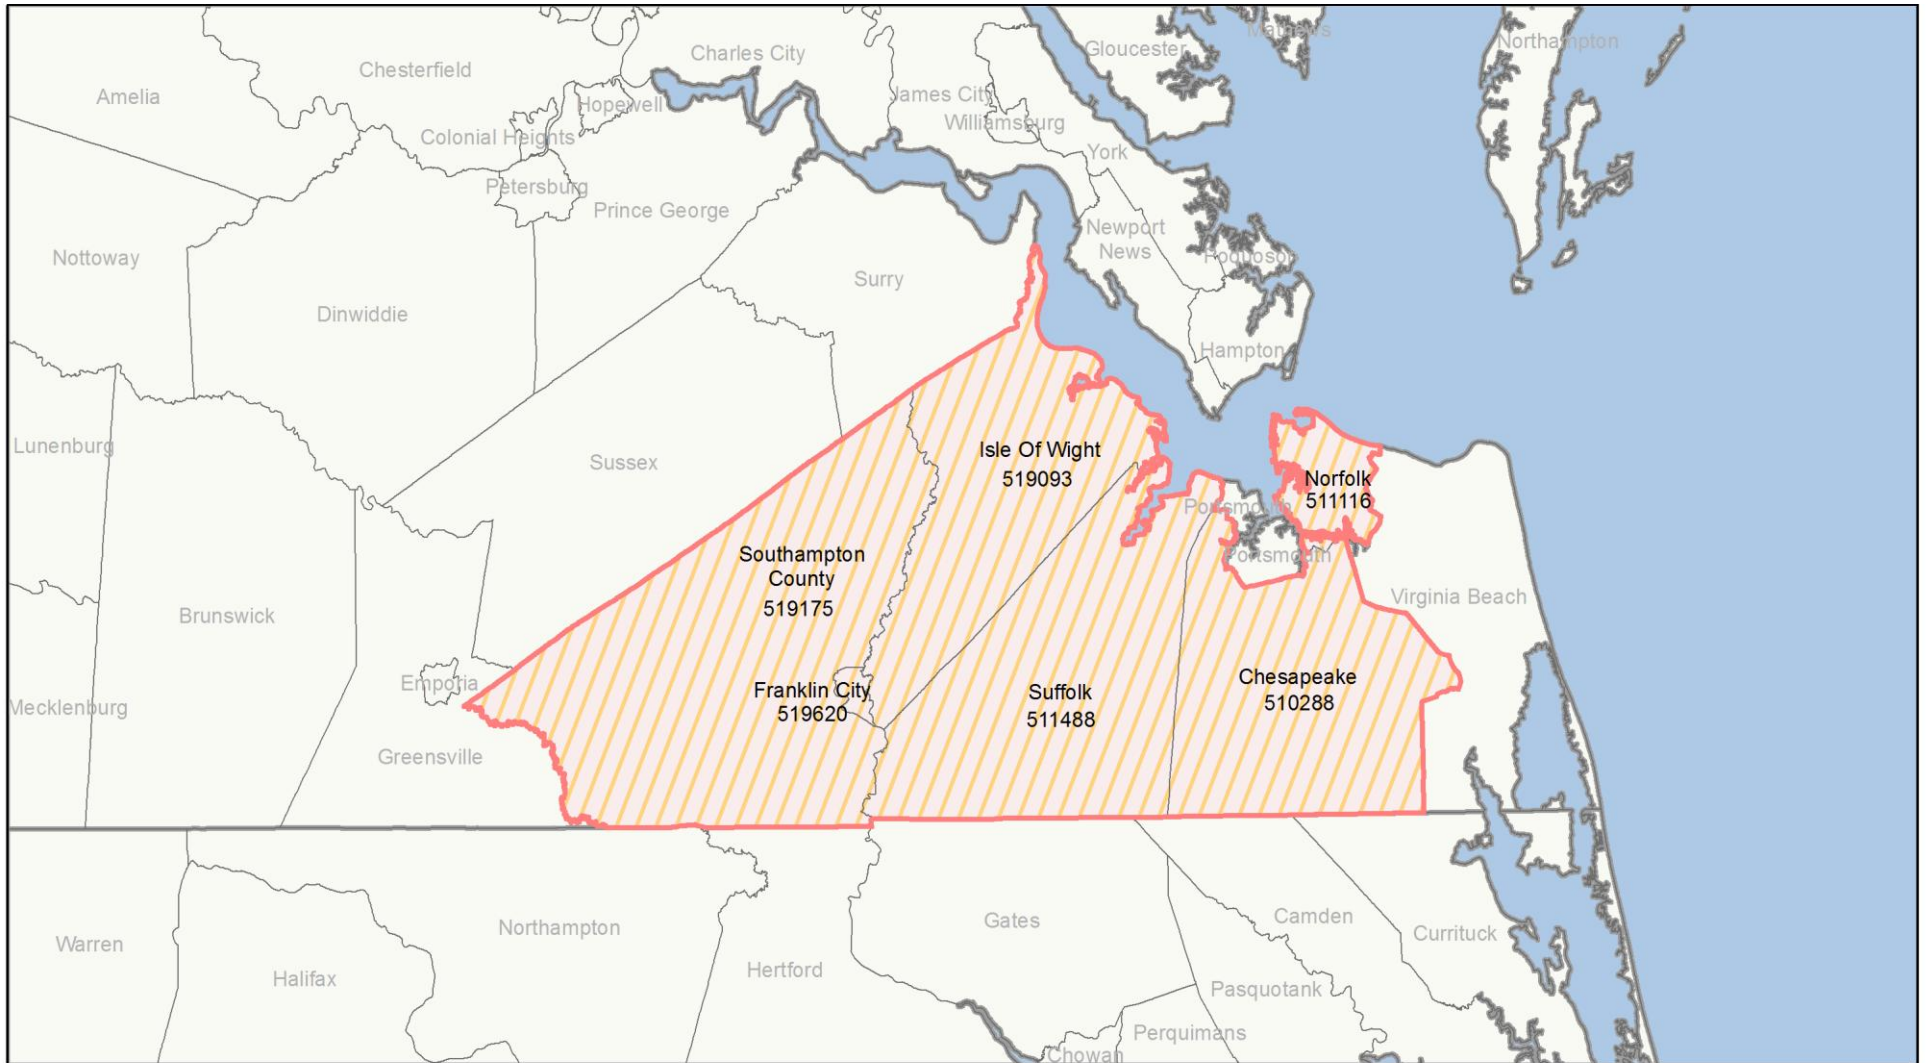 Mathews
Northampton
Gloucester
Charles City
Chesterfield
Amelia
James City
Hopewell
Williamsburg
Colonial Heights
York
Petersburg
Prince George
Newport
News
Poquoson
Nottoway
Surry
Dinwiddie
Hampton
Lunenburg
Isle Of Wight
519093
Sussex
Norfolk
511116
Portsmouth
Southampton
County
519175
Portsmouth
Virginia Beach
Brunswick
Emporia
Franklin City
519620
Suffolk
511488
Chesapeake
510288
Mecklenburg
Greensville
Warren
Northampton
Gates
Camden
Currituck
Halifax
Hertford
Pasquotank
Perquimans
Chowan